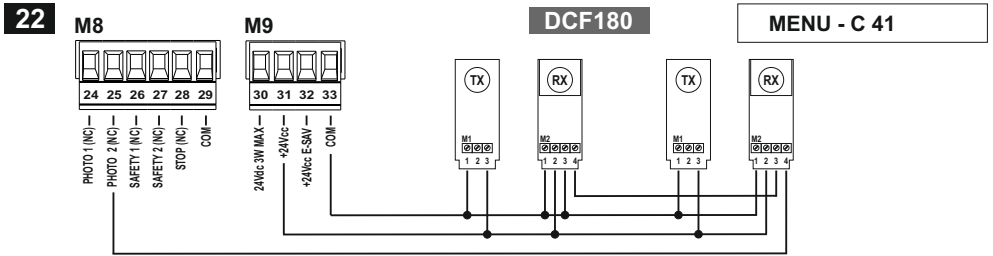 22 M8 M9 DCF180 MENU - C 41
TX RX TX RX
24 25 26 27 28 29 30 31 32 33
M1 M2 M1 M2
1 2 3 1 2 3 4 1 2 3 1 2 3 4
PHOTO 1 (NC)
PHOTO 2 (NC)
SAFETY 1 (NC)
SAFETY 2 (NC)
STOP (NC)
COM
24Vdc 3W MAX
+24Vcc
+24Vcc E-SAV
COM